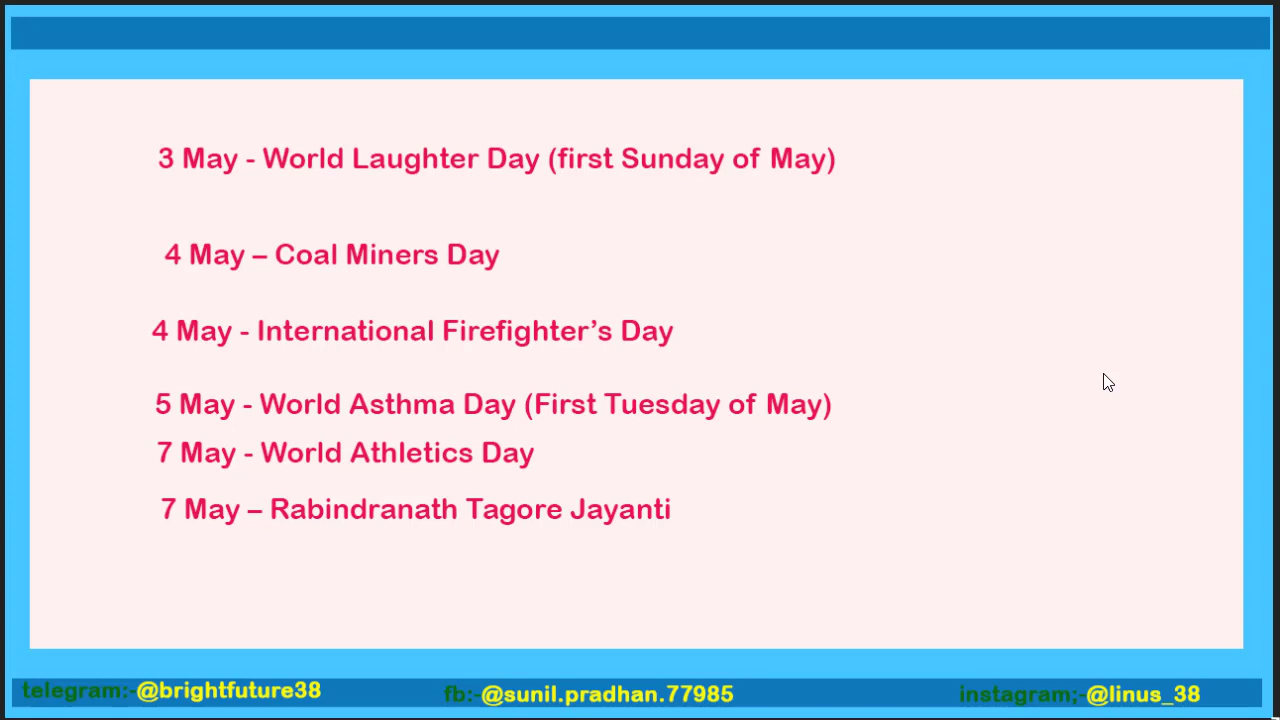 3 May - World Laughter Day (first Sunday of May)
4 May – Coal Miners Day
4 May - International Firefighter’s Day
5 May - World Asthma Day (First Tuesday of May)
7 May - World Athletics Day
7 May – Rabindranath Tagore Jayanti
telegram:-@brightfuture38 fb:-@sunil.pradhan.77985 instagram;-@linus_38